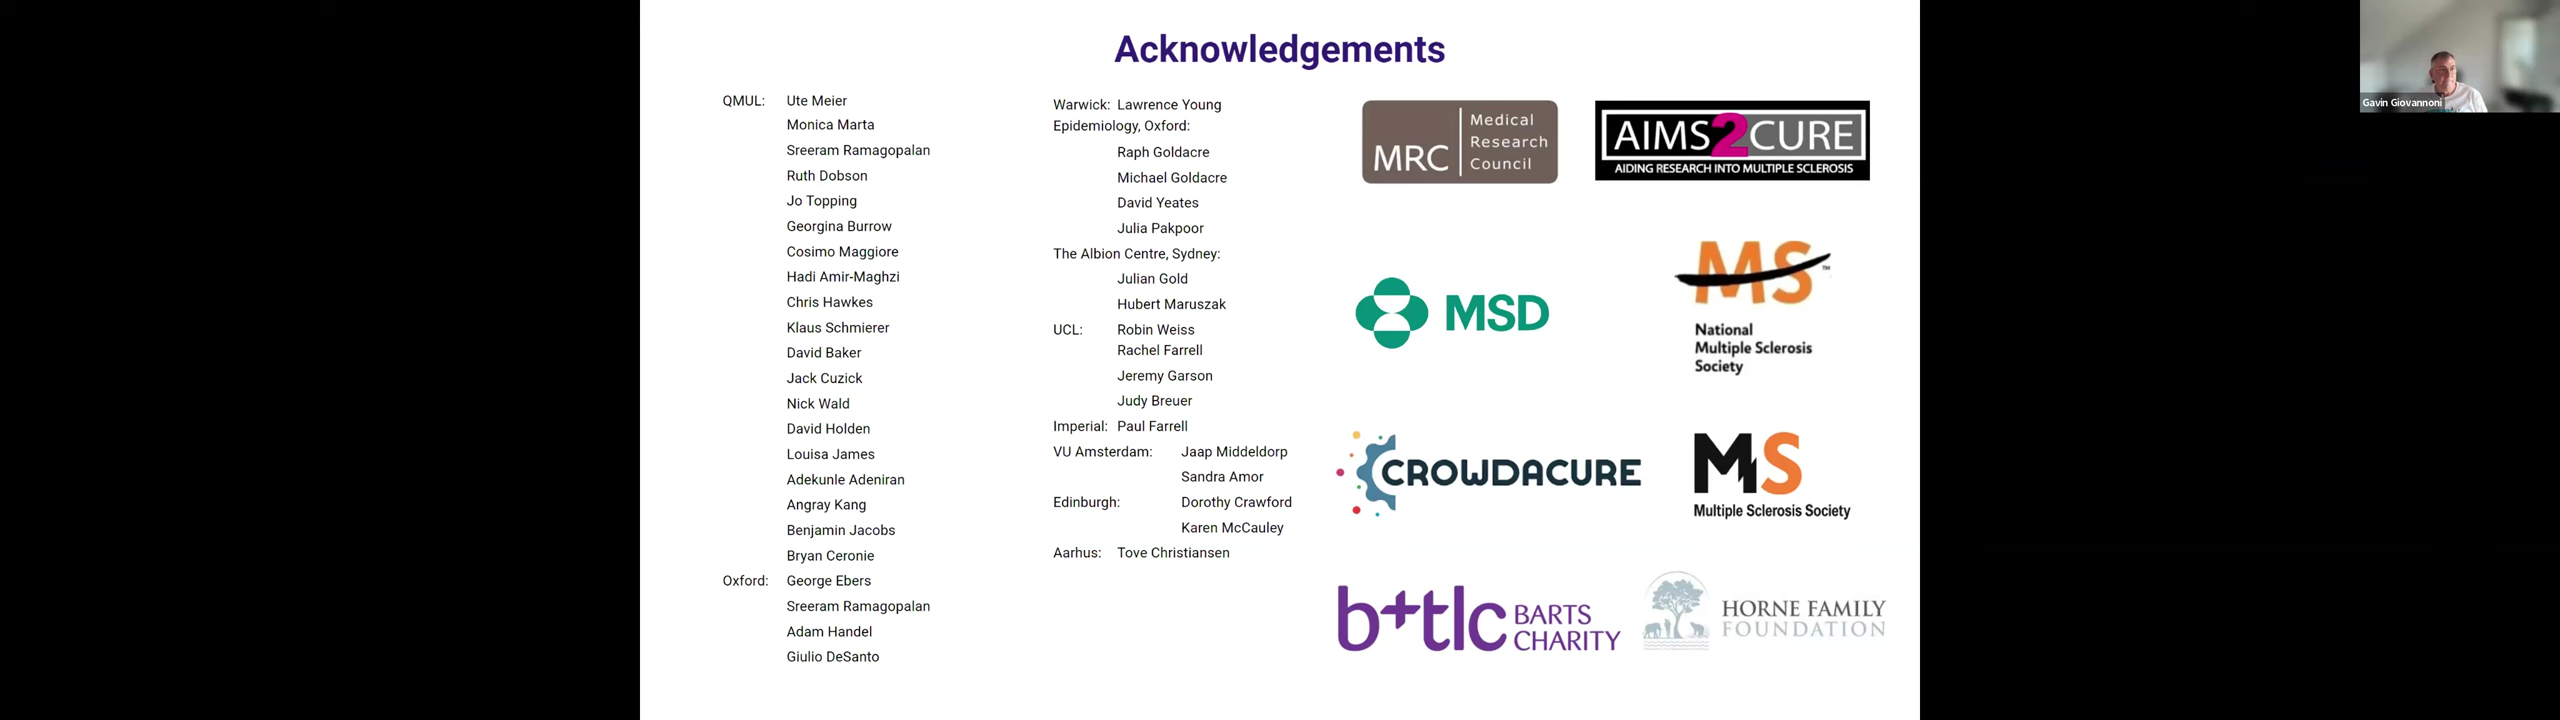 Acknowledgements
QMUL: Ute Meier
Monica Marta
Sreeram Ramagopalan
Ruth Dobson
Jo Topping
Georgina Burrow
Cosimo Maggiore
Hadi Amir-Maghzi
Chris Hawkes
Klaus Schmierer
David Baker
Jack Cuzick
Nick Wald
David Holden
Louisa James
Adekunle Adeniran
Angray Kang
Benjamin Jacobs
Bryan Ceronie
Oxford: George Ebers
Sreeram Ramagopalan
Adam Handel
Giulio DeSanto
Warwick: Lawrence Young
Epidemiology, Oxford:
Raph Goldacre
Michael Goldacre
David Yeates
Julia Pakpoor
The Albion Centre, Sydney:
Julian Gold
Hubert Maruszak
UCL: Robin Weiss
Rachel Farrell
Jeremy Garson
Judy Breuer
Imperial: Paul Farrell
VU Amsterdam: Jaap Middeldorp
Sandra Amor
Edinburgh: Dorothy Crawford
Karen McCauley
Aarhus: Tove Christiansen
MRC
Medical
Research
Council
AIMS2CURE
AIDING RESEARCH INTO MULTIPLE SCLEROSIS
MSD
MS™
National
Multiple Sclerosis
Society
CROWDACURE
MS
Multiple Sclerosis Society
b+tlc
BARTS
CHARITY
HORNE FAMILY
FOUNDATION
Gavin Giovannoni